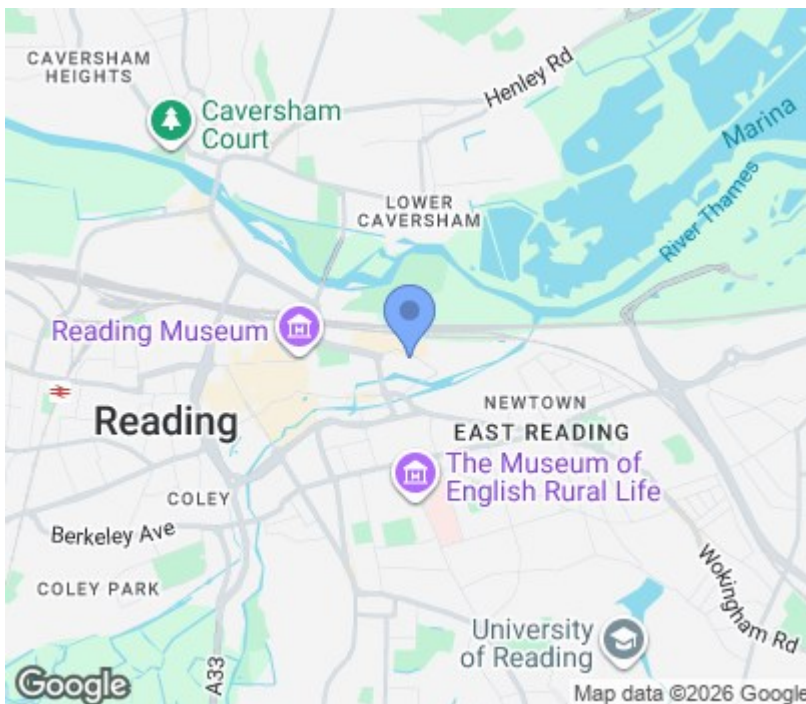 CAVERSHAM
HEIGHTS
Caversham
Court
Henley Rd
Marina
LOWER
CAVERSHAM
River Thames
Reading Museum
Reading
NEWTOWN
EAST READING
The Museum of
English Rural Life
COLEY
Berkeley Ave
COLEY PARK
Wokingham Rd
University
of Reading
A33
Google
Map data ©2026 Google